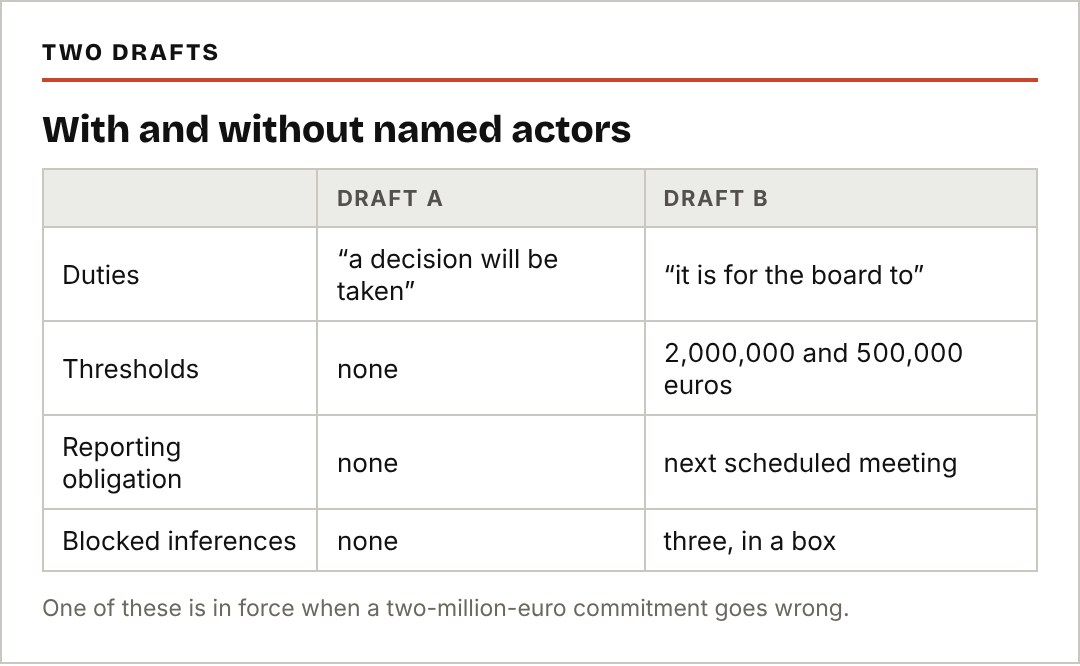 TWO DRAFTS
With and without named actors
DRAFT A
DRAFT B
Duties
“a decision will be
taken”
“it is for the board to”
Thresholds
none
2,000,000 and 500,000
euros
Reporting
obligation
none
next scheduled meeting
Blocked inferences
none
three, in a box
One of these is in force when a two-million-euro commitment goes wrong.